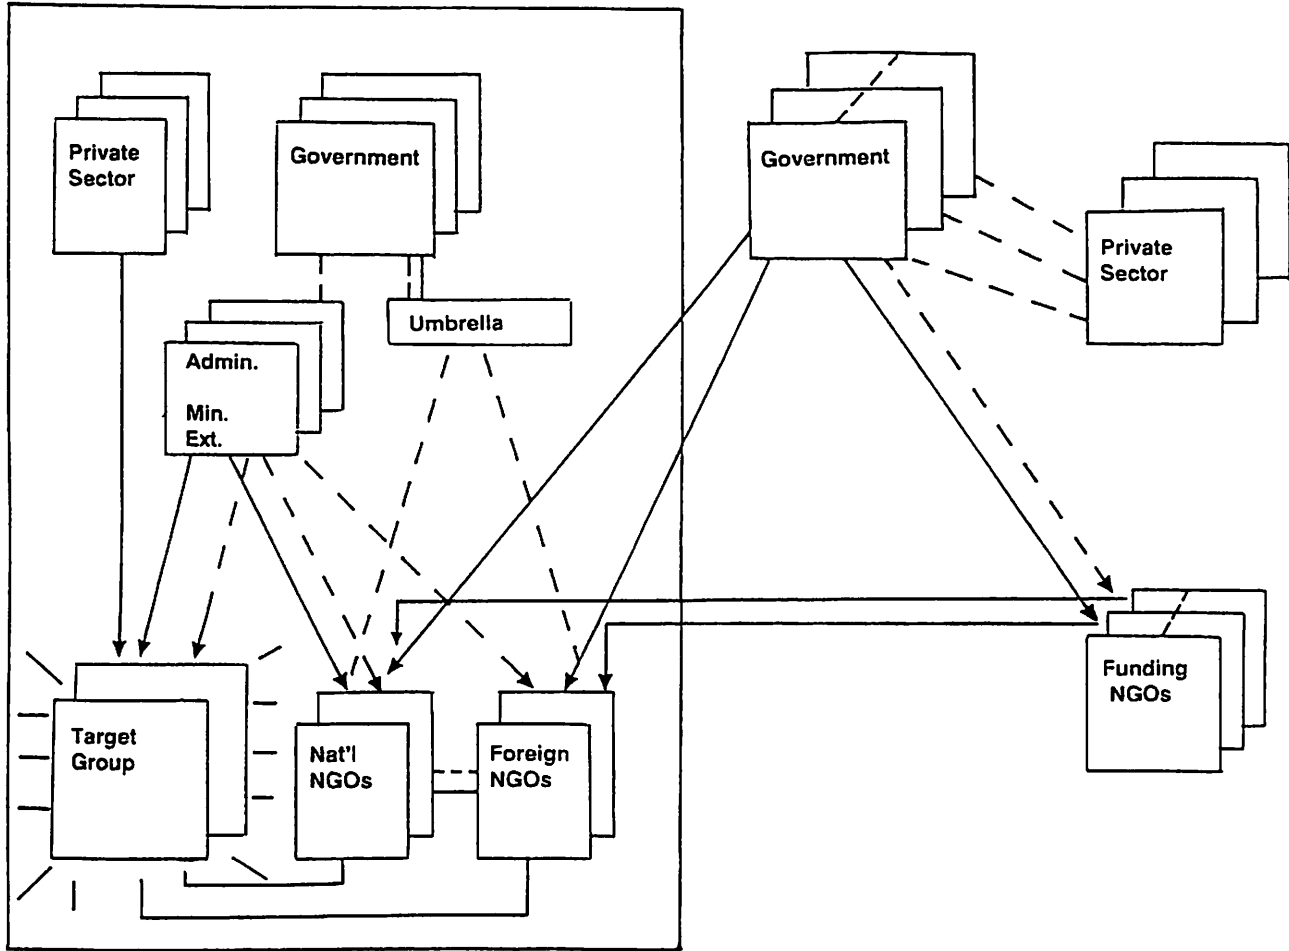 Private
Sector
Government
Government
Private
Sector
Umbrella
Admin.
Min.
Ext.
Target
Group
Nat'l
NGOs
Foreign
NGOs
Funding
NGOs